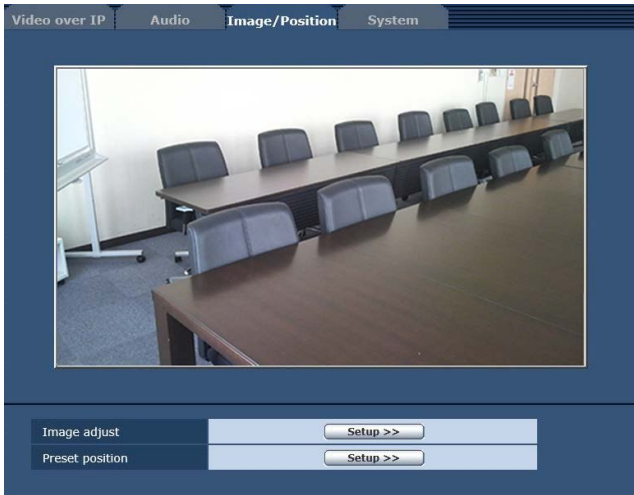 Video over IP Audio Image/Position System
Image adjust Setup >>
Preset position Setup >>